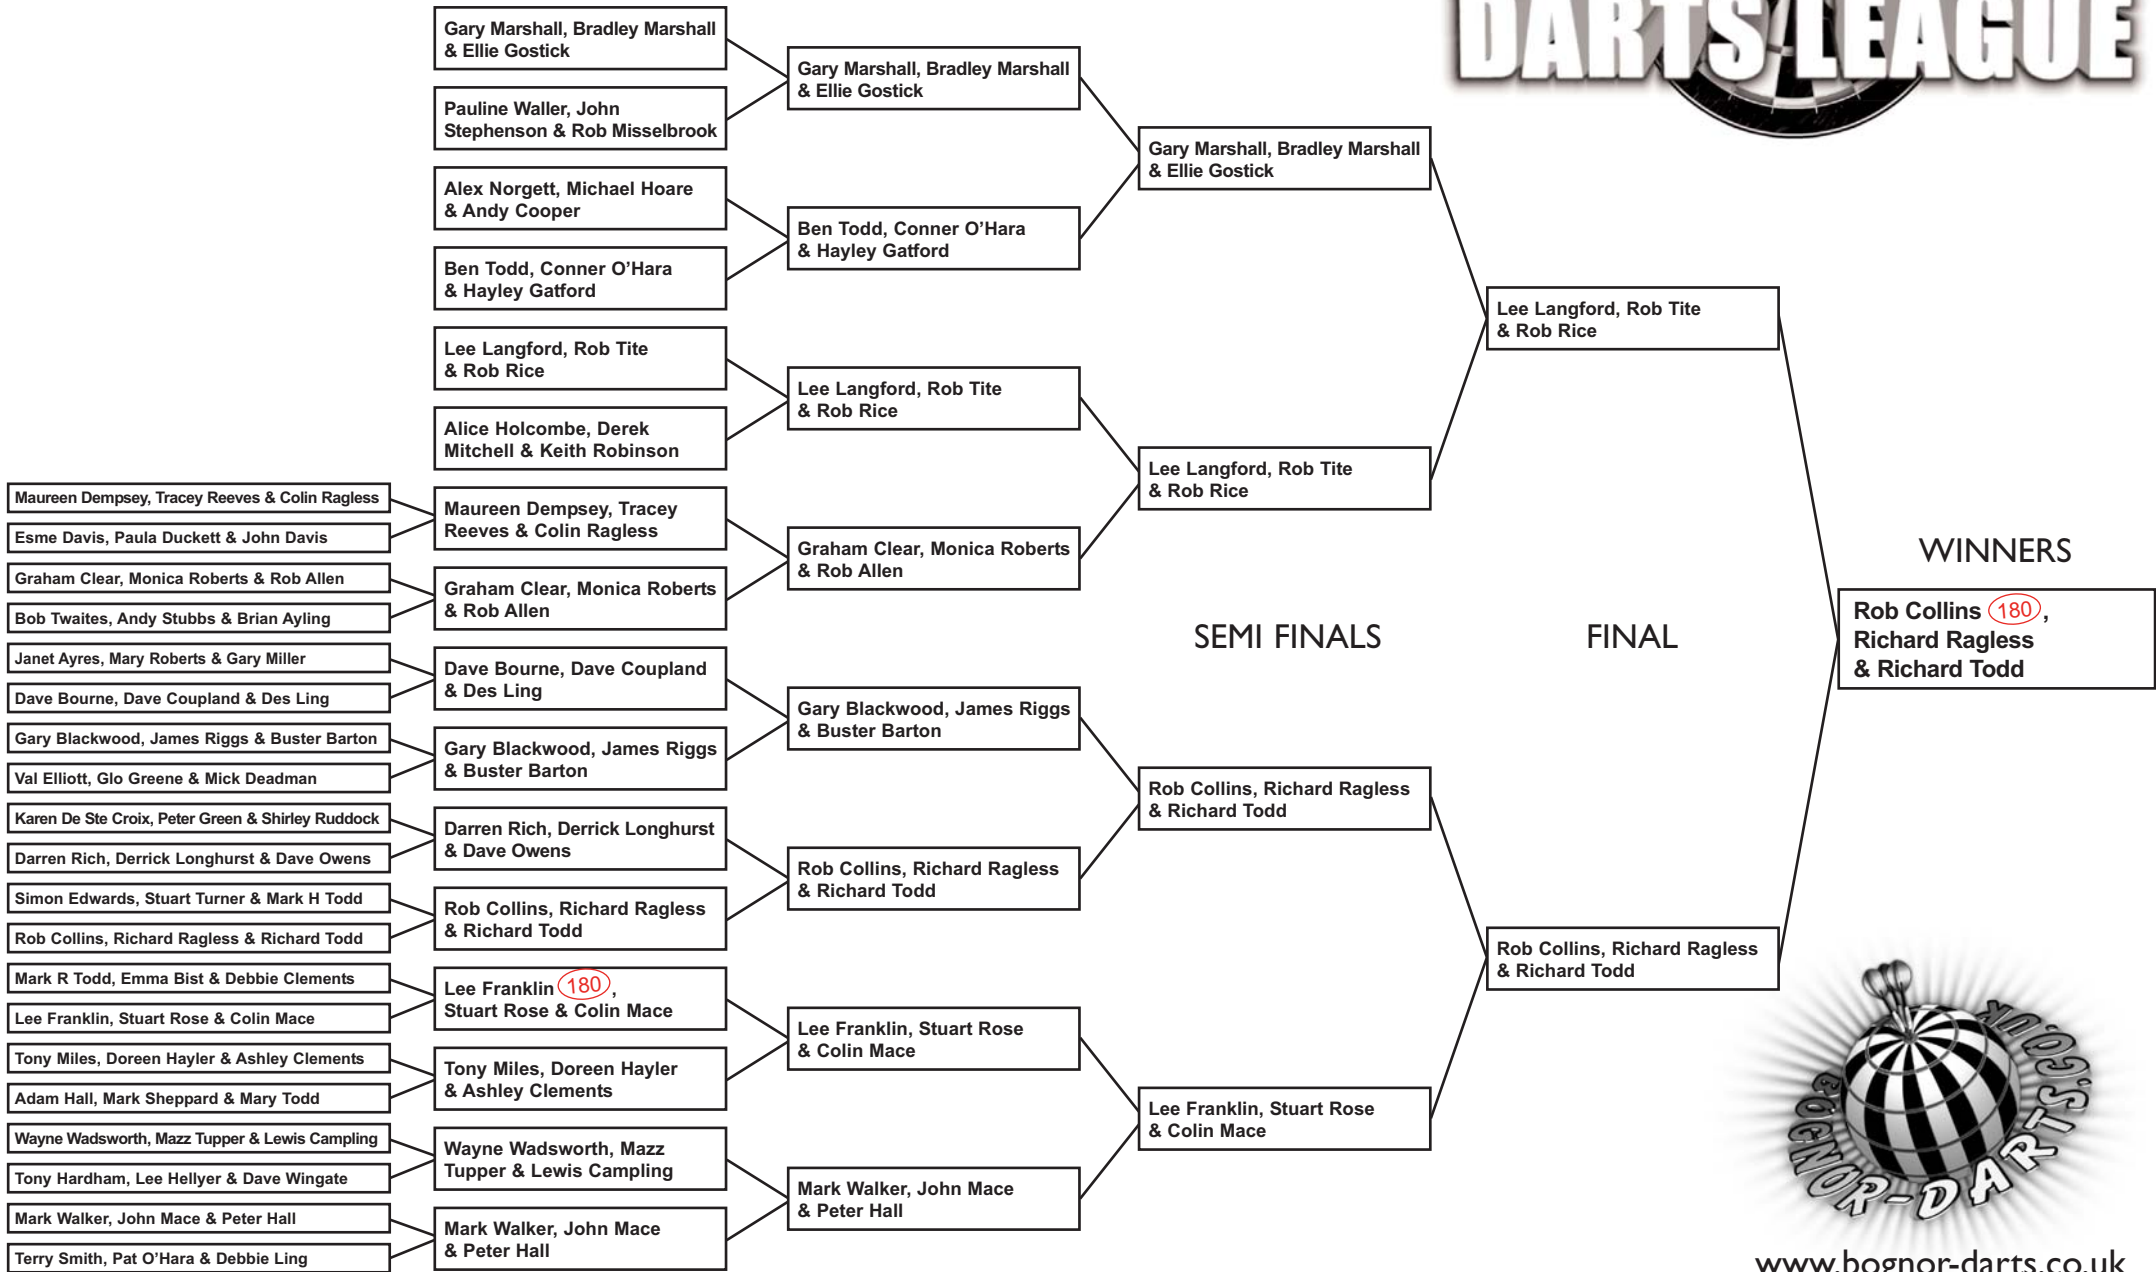 DARTS LEAGUE
Maureen Dempsey, Tracey Reeves & Colin Ragless
Esme Davis, Paula Duckett & John Davis
Graham Clear, Monica Roberts & Rob Allen
Bob Twaites, Andy Stubbs & Brian Ayling
Janet Ayres, Mary Roberts & Gary Miller
Dave Bourne, Dave Coupland & Des Ling
Gary Blackwood, James Riggs & Buster Barton
Val Elliott, Glo Greene & Mick Deadman
Karen De Ste Croix, Peter Green & Shirley Ruddock
Darren Rich, Derrick Longhurst & Dave Owens
Simon Edwards, Stuart Turner & Mark H Todd
Rob Collins, Richard Ragless & Richard Todd
Mark R Todd, Emma Bist & Debbie Clements
Lee Franklin, Stuart Rose & Colin Mace
Tony Miles, Doreen Hayler & Ashley Clements
Adam Hall, Mark Sheppard & Mary Todd
Wayne Wadsworth, Mazz Tupper & Lewis Campling
Tony Hardham, Lee Hellyer & Dave Wingate
Mark Walker, John Mace & Peter Hall
Terry Smith, Pat O’Hara & Debbie Ling
Gary Marshall, Bradley Marshall
& Ellie Gostick
Pauline Waller, John
Stephenson & Rob Misselbrook
Alex Norgett, Michael Hoare
& Andy Cooper
Ben Todd, Conner O’Hara
& Hayley Gatford
Lee Langford, Rob Tite
& Rob Rice
Alice Holcombe, Derek
Mitchell & Keith Robinson
Maureen Dempsey, Tracey
Reeves & Colin Ragless
Graham Clear, Monica Roberts
& Rob Allen
Dave Bourne, Dave Coupland
& Des Ling
Gary Blackwood, James Riggs
& Buster Barton
Darren Rich, Derrick Longhurst
& Dave Owens
Rob Collins, Richard Ragless
& Richard Todd
Lee Franklin 180,
Stuart Rose & Colin Mace
Tony Miles, Doreen Hayler
& Ashley Clements
Wayne Wadsworth, Mazz
Tupper & Lewis Campling
Mark Walker, John Mace
& Peter Hall
Gary Marshall, Bradley Marshall
& Ellie Gostick
Ben Todd, Conner O’Hara
& Hayley Gatford
Lee Langford, Rob Tite
& Rob Rice
Graham Clear, Monica Roberts
& Rob Allen
Gary Blackwood, James Riggs
& Buster Barton
Rob Collins, Richard Ragless
& Richard Todd
Lee Franklin, Stuart Rose
& Colin Mace
Mark Walker, John Mace
& Peter Hall
Gary Marshall, Bradley Marshall
& Ellie Gostick
Lee Langford, Rob Tite
& Rob Rice
SEMI FINALS
Rob Collins, Richard Ragless
& Richard Todd
Lee Franklin, Stuart Rose
& Colin Mace
Lee Langford, Rob Tite
& Rob Rice
FINAL
Rob Collins, Richard Ragless
& Richard Todd
WINNERS
Rob Collins 180,
Richard Ragless
& Richard Todd
BOGNOR-DARTS.CO.UK
www.bognor-darts.co.uk